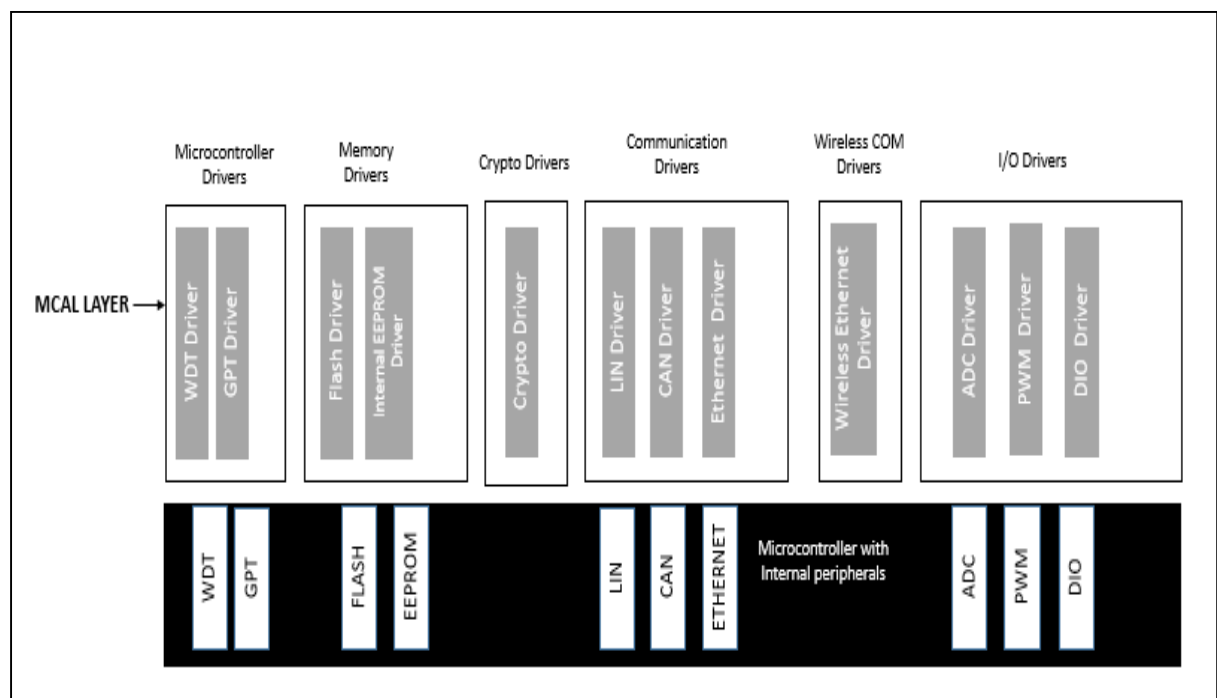 Microcontroller
Drivers
Memory
Drivers
Crypto Drivers
Communication
Drivers
Wireless COM
Drivers
I/O Drivers
MCAL LAYER
WDT Driver
GPT Driver
Flash Driver
Internal EEPROM
Driver
Crypto Driver
LIN Driver
CAN Driver
Ethernet Driver
Wireless Ethernet
Driver
ADC Driver
PWM Driver
DIO Driver
WDT
GPT
FLASH
EEPROM
LIN
CAN
ETHERNET
Microcontroller with
Internal peripherals
ADC
PWM
DIO